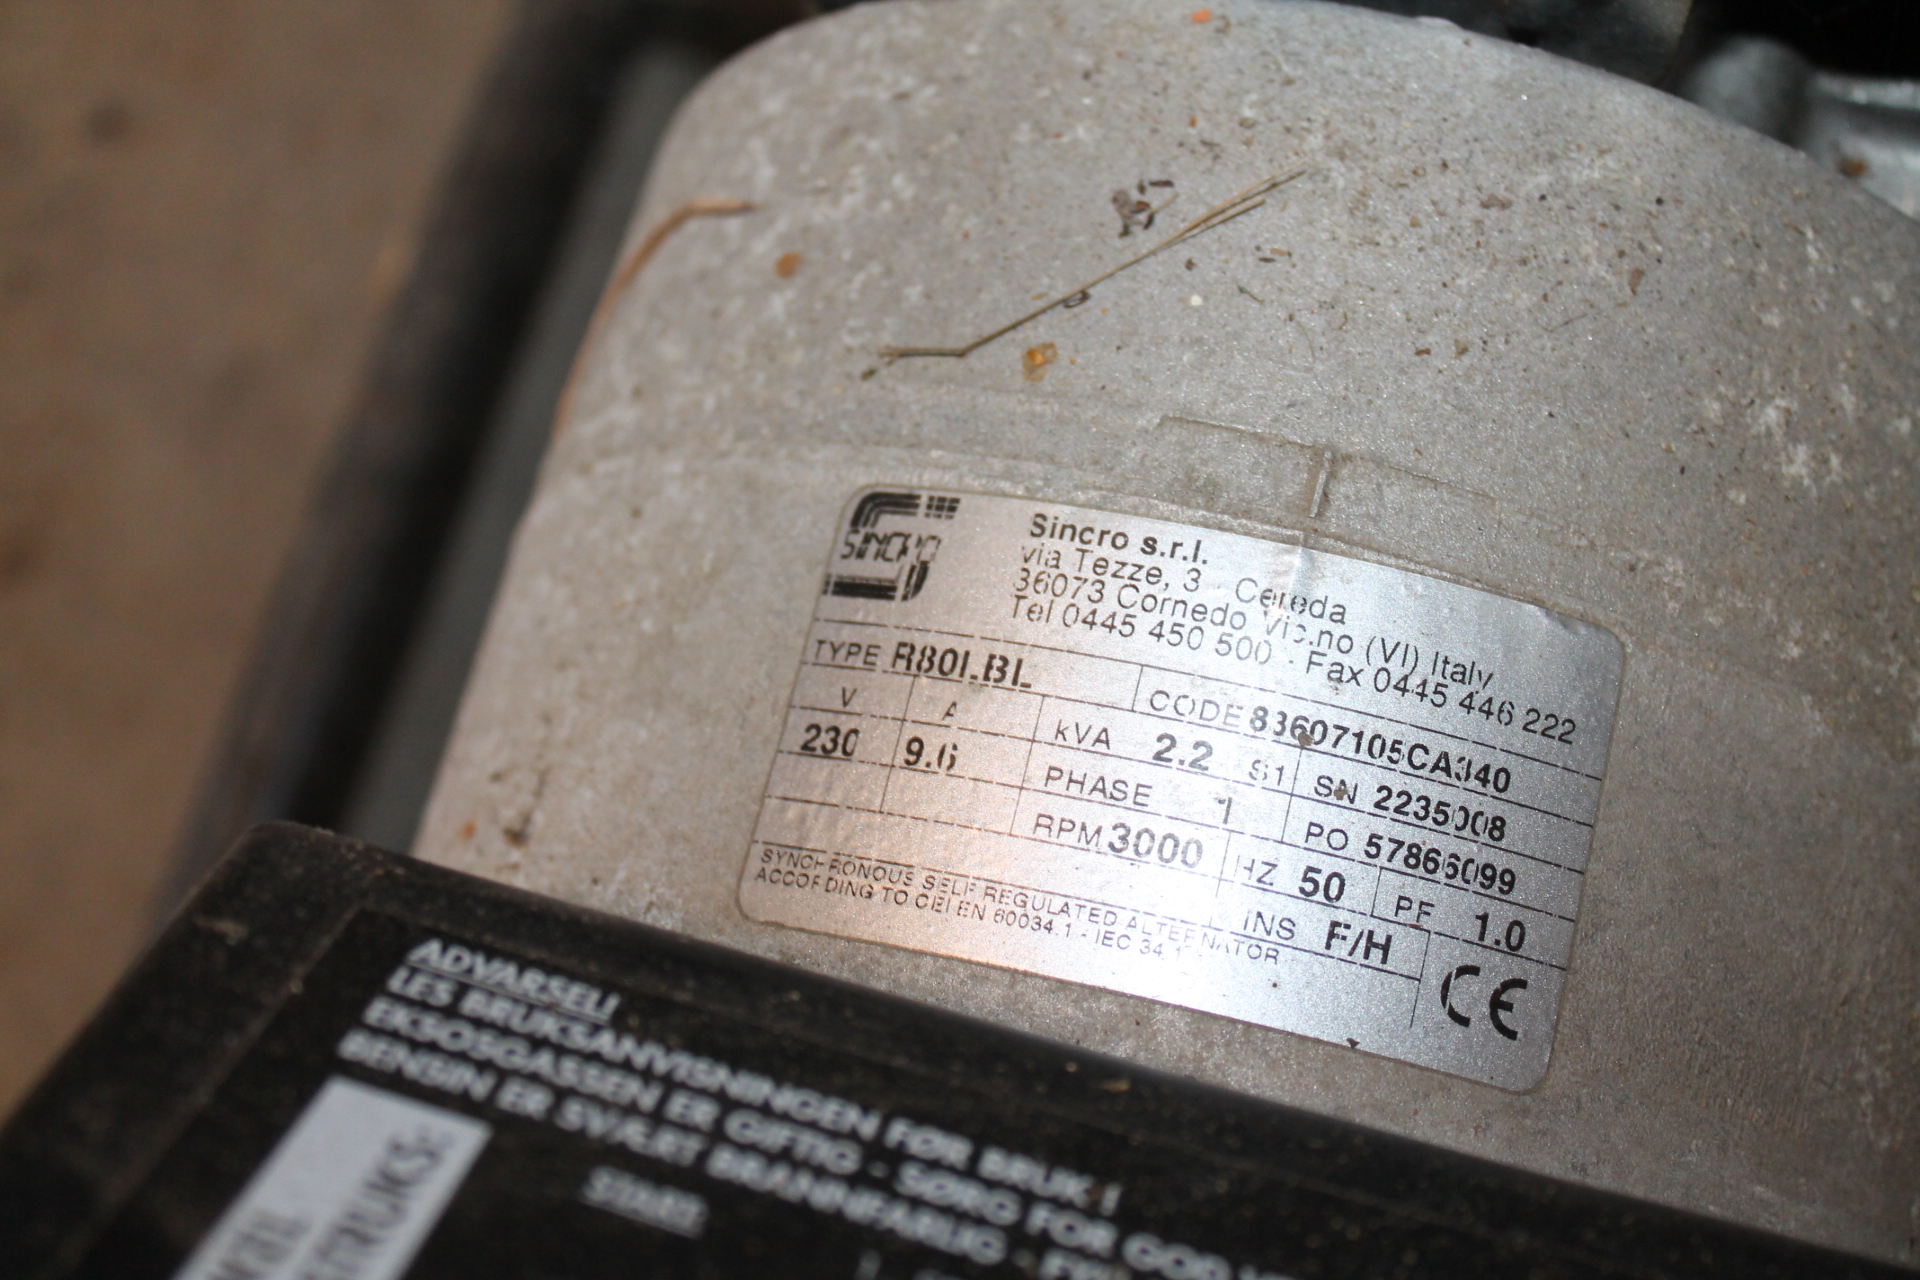 SINCRO
Sincro s.r.l.
via Tezze, 3 Cereda
36073 Cornedo Vic.no (VI) Italy
Tel 0445 450 500 - Fax 0445 446 222
TYPE R80LBL CODE 83607105CA340
V A kVA 2.2 S1 SN 2235008
230 9.6 PHASE 1 PO 57866099
RPM 3000 HZ 50 PF 1.0
INS F/H
SYNCHRONOUS SELF REGULATED ALTERNATOR
ACCORDING TO CEI EN 60034.1 - IEC 34.1
CE
ADVARSEL!
LES BRUKSANVISNINGEN FØR BRUK !
EKSOSGASSEN ER GIFTIG - SØRG FOR GOD
BENSIN ER SVÆRT BRANNFARLIG -
START